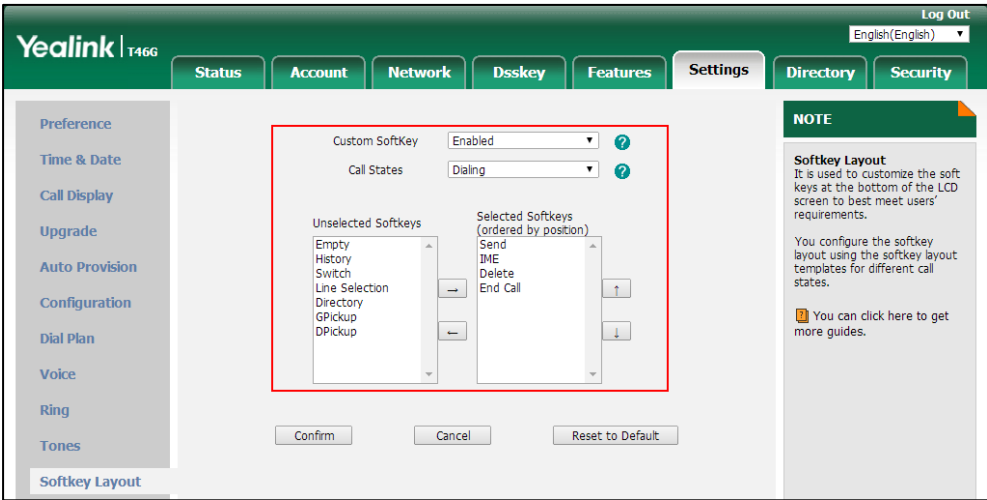 Log Out
English(English)
Yealink | T46G
Status
Account
Network
Dsskey
Features
Settings
Directory
Security
Preference
Time & Date
Call Display
Upgrade
Auto Provision
Configuration
Dial Plan
Voice
Ring
Tones
Softkey Layout
Custom SoftKey
Enabled
?
Call States
Dialing
?
Unselected Softkeys
Empty
History
Switch
Line Selection
Directory
GPickup
DPickup
→
←
Selected Softkeys
(ordered by position)
Send
IME
Delete
End Call
↑
↓
Confirm
Cancel
Reset to Default
NOTE
Softkey Layout
It is used to customize the soft
keys at the bottom of the LCD
screen to best meet users'
requirements.
You configure the softkey
layout using the softkey layout
templates for different call
states.
? You can click here to get
more guides.